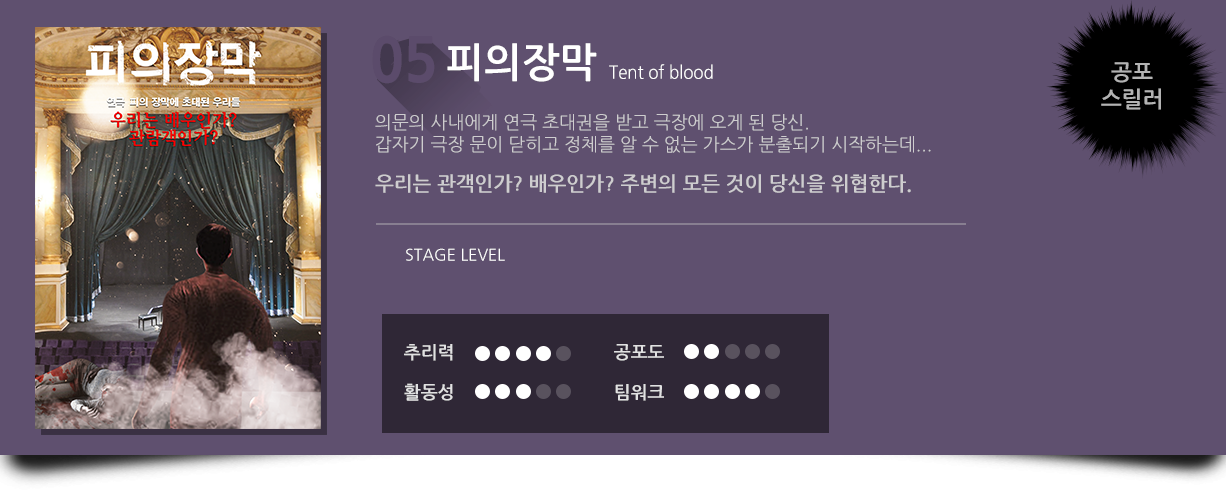 피의장막
연극 피의 장막에 초대된 우리들
우리는 배우인가?
관람객인가?
05 피의장막 Tent of blood
의문의 사내에게 연극 초대권을 받고 극장에 오게 된 당신.
갑자기 극장 문이 닫히고 정체를 알 수 없는 가스가 분출되기 시작하는데...
우리는 관객인가? 배우인가? 주변의 모든 것이 당신을 위협한다.
공포
스릴러
STAGE LEVEL
추리력 공포도
활동성 팀워크